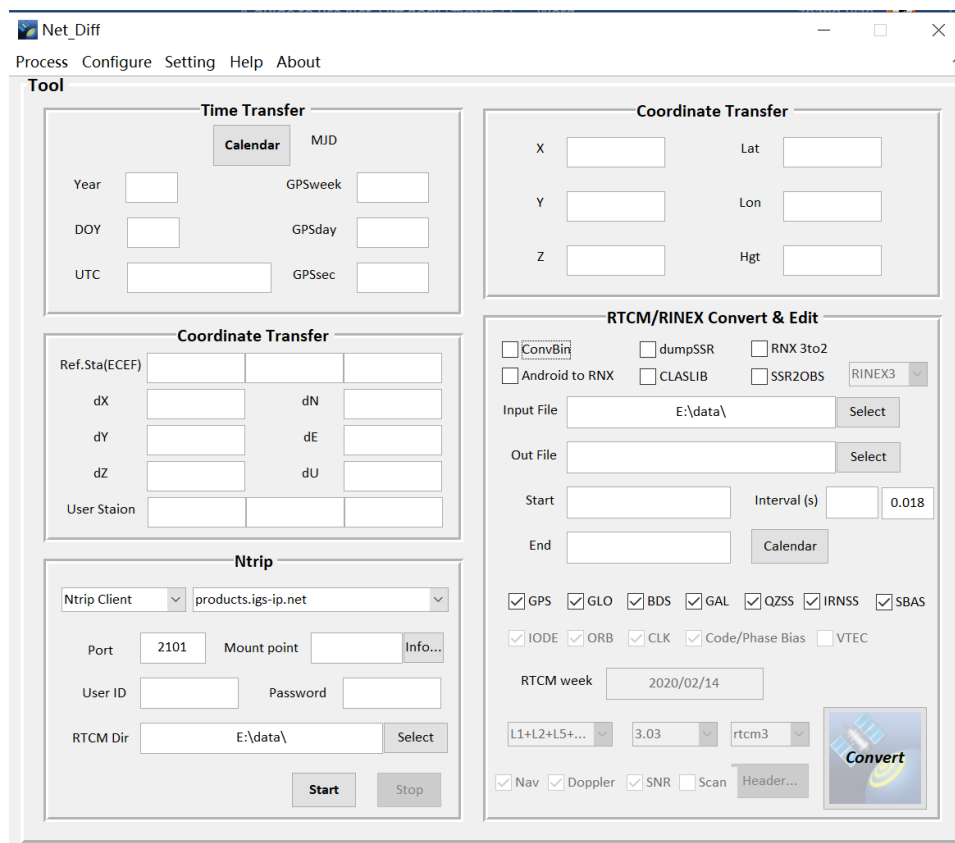 Net_Diff
Process Configure Setting Help About
Tool
Time Transfer
Calendar MJD
Year GPSweek
DOY GPSday
UTC GPSsec
Coordinate Transfer
X Lat
Y Lon
Z Hgt
Coordinate Transfer
Ref.Sta(ECEF)
dX dN
dY dE
dZ dU
User Staion
Ntrip
Ntrip Client products.igs-ip.net
Port 2101 Mount point Info...
User ID Password
RTCM Dir E:\data\ Select
Start Stop
RTCM/RINEX Convert & Edit
ConvBin dumpSSR RNX 3to2
Android to RNX CLASLIB SSR2OBS RINEX3
Input File E:\data\ Select
Out File Select
Start Interval (s) 0.018
End Calendar
GPS GLO BDS GAL QZSS IRNSS SBAS
IODE ORB CLK Code/Phase Bias VTEC
RTCM week 2020/02/14
L1+L2+L5+... 3.03 rtcm3
Convert
Nav Doppler SNR Scan Header...